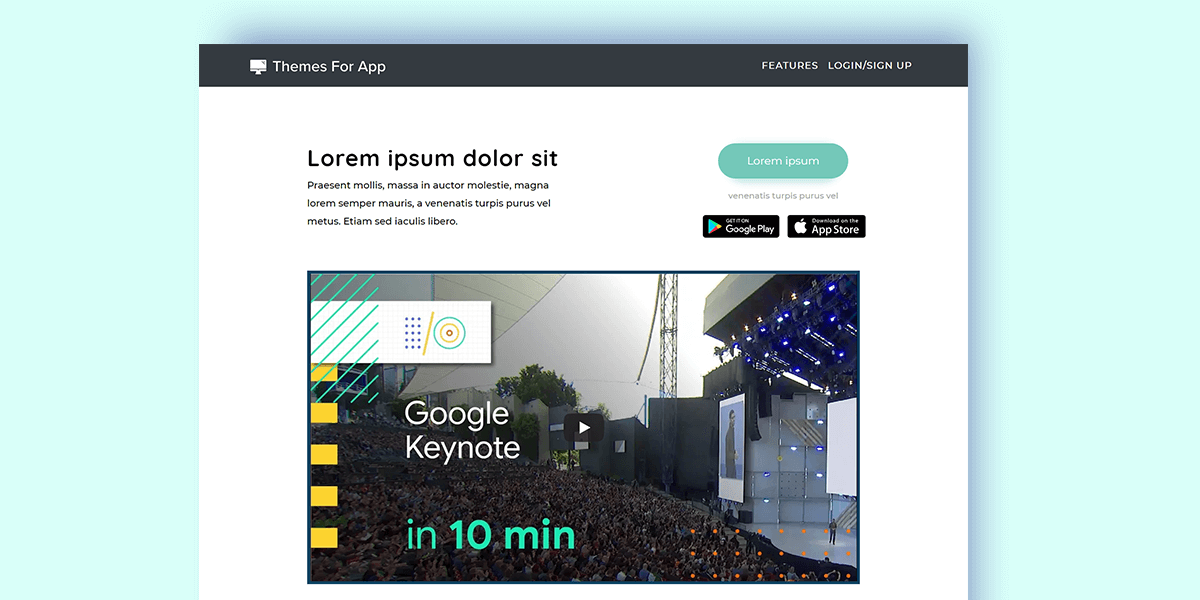 Themes For App
FEATURES LOGIN/SIGN UP
Lorem ipsum dolor sit
Praesent mollis, massa in auctor molestie, magna
lorem semper mauris, a venenatis turpis purus vel
metus. Etiam sed iaculis libero.
Lorem ipsum
venenatis turpis purus vel
GET IT ON
Google Play
Download on the
App Store
Google
Keynote
in 10 min